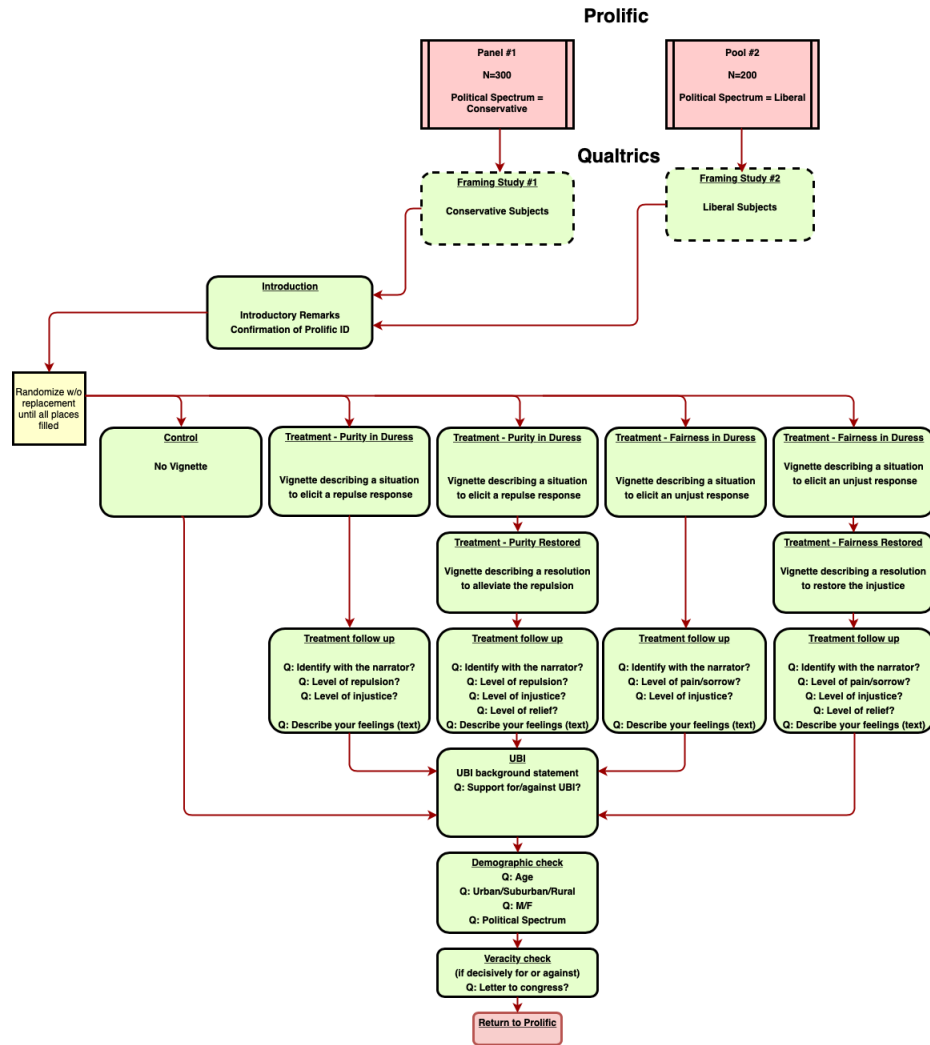 Prolific
Panel #1
N=300
Political Spectrum =
Conservative
Pool #2
N=200
Political Spectrum = Liberal
Qualtrics
Framing Study #1
Conservative Subjects
Framing Study #2
Liberal Subjects
Introduction
Introductory Remarks
Confirmation of Prolific ID
Randomize w/o
replacement
until all places
filled
Control
No Vignette
Treatment - Purity in Duress
Vignette describing a situation
to elicit a repulse response
Treatment - Purity in Duress
Vignette describing a situation
to elicit a repulse response
Treatment - Fairness in Duress
Vignette describing a situation
to elicit an unjust response
Treatment - Fairness in Duress
Vignette describing a situation
to elicit an unjust response
Treatment - Purity Restored
Vignette describing a resolution
to alleviate the repulsion
Treatment - Fairness Restored
Vignette describing a resolution
to restore the injustice
Treatment follow up
Q: Identify with the narrator?
Q: Level of repulsion?
Q: Level of injustice?
Q: Describe your feelings (text)
Treatment follow up
Q: Identify with the narrator?
Q: Level of repulsion?
Q: Level of injustice?
Q: Level of relief?
Q: Describe your feelings (text)
Treatment follow up
Q: Identify with the narrator?
Q: Level of pain/sorrow?
Q: Level of injustice?
Q: Describe your feelings (text)
Treatment follow up
Q: Identify with the narrator?
Q: Level of pain/sorrow?
Q: Level of injustice?
Q: Level of relief?
Q: Describe your feelings (text)
UBI
UBI background statement
Q: Support for/against UBI?
Demographic check
Q: Age
Q: Urban/Suburban/Rural
Q: M/F
Q: Political Spectrum
Veracity check
(if decisively for or against)
Q: Letter to congress?
Return to Prolific